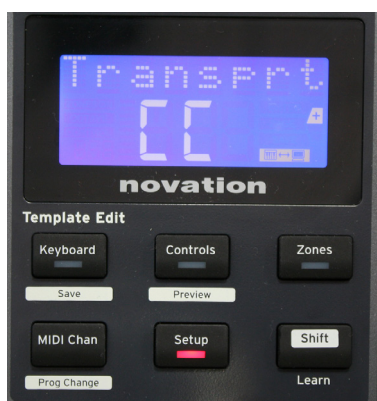 Transprt
CC
novation
Template Edit
Keyboard Controls Zones
Save Preview
MIDI Chan Setup Shift
Prog Change Learn